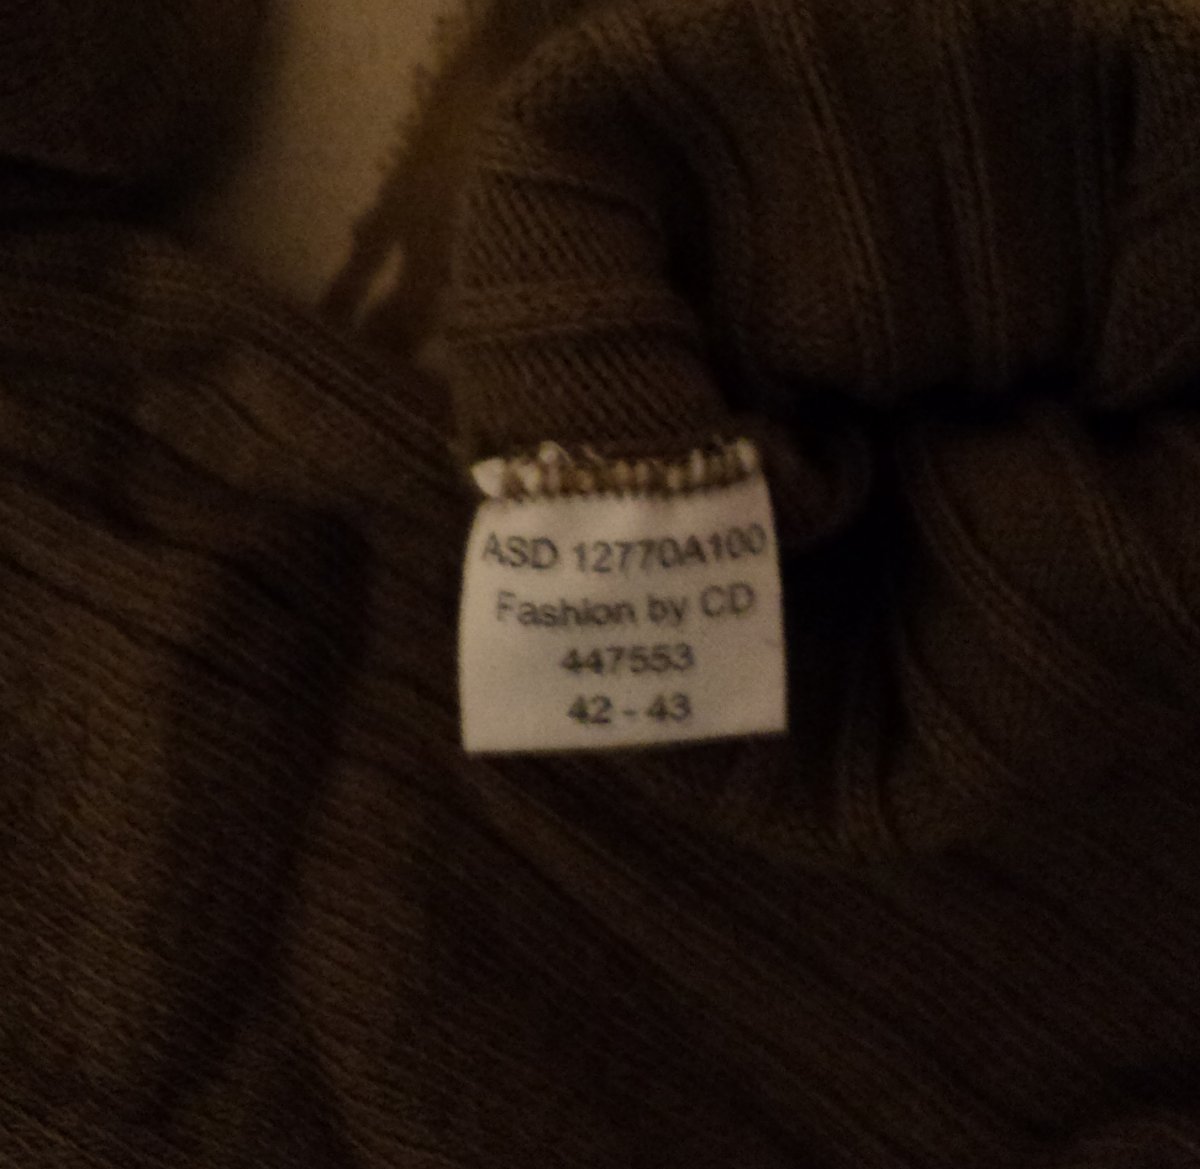 ASD 12770A100
Fashion by CD
447553
42 - 43